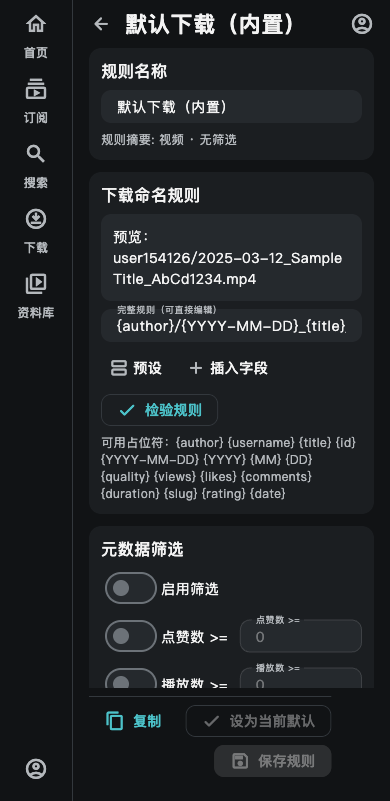 首页
订阅
搜索
下载
资料库
默认下载（内置）
规则名称
默认下载（内置）
规则摘要: 视频 · 无筛选
下载命名规则
预览：
user154126/2025-03-12_Sample
Title_AbCd1234.mp4
完整规则（可直接编辑）
{author}/{YYYY-MM-DD}_{title}
预设
插入字段
检验规则
可用占位符：{author} {username} {title} {id}
{YYYY-MM-DD} {YYYY} {MM} {DD}
{quality} {views} {likes} {comments}
{duration} {slug} {rating} {date}
元数据筛选
启用筛选
点赞数 >=
点赞数 >=
0
播放数 >=
播放数 >=
0
复制
设为当前默认
保存规则